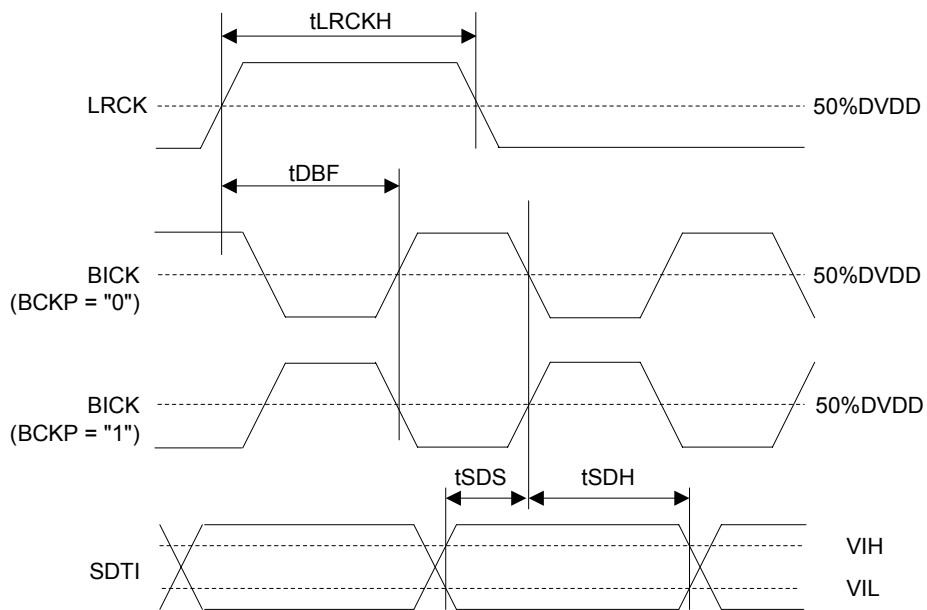 tLRCKH
LRCK
50%DVDD
tDBF
BICK
(BCKP = "0")
50%DVDD
BICK
(BCKP = "1")
50%DVDD
tSDS
tSDH
SDTI
VIH
VIL